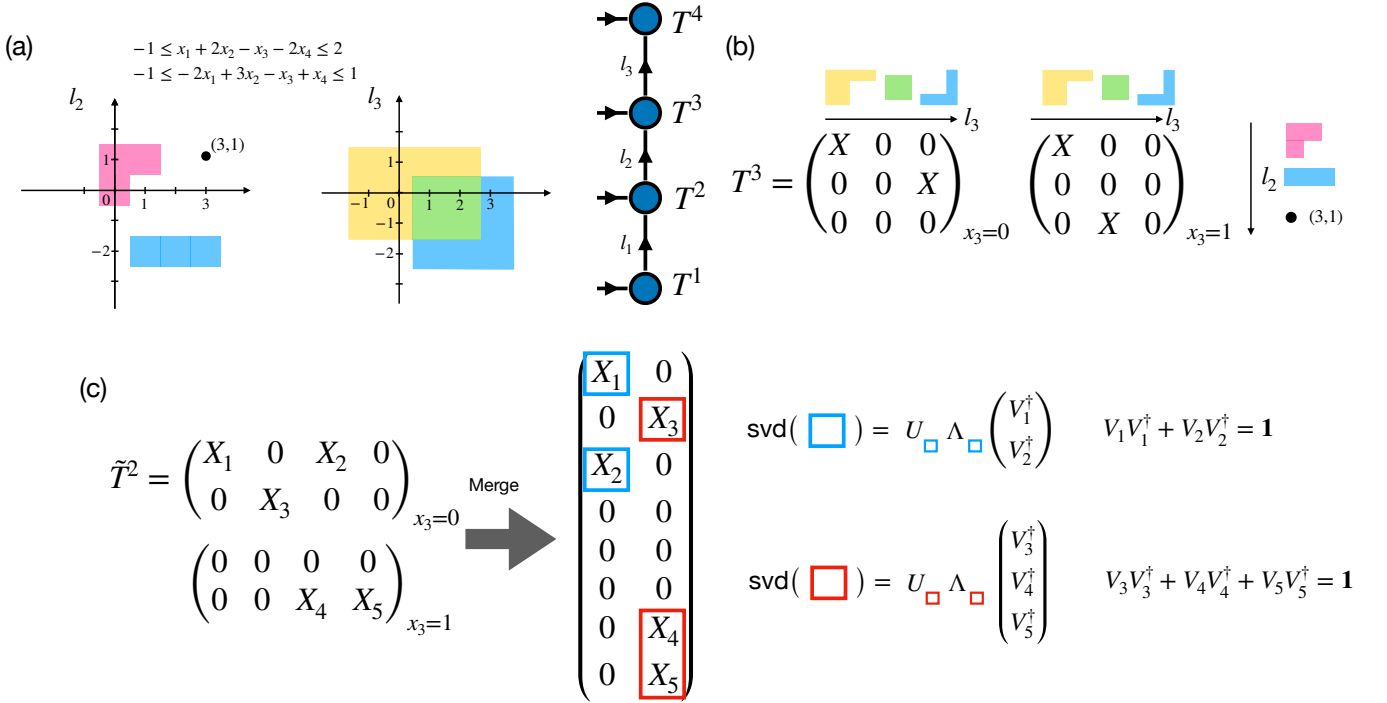 (a)
−1 ≤ x₁ + 2x₂ − x₃ − 2x₄ ≤ 2
−1 ≤ − 2x₁ + 3x₂ − x₃ + x₄ ≤ 1
l₂
1
(3,1)
0
1
3
−2
l₃
1
−1
0
1
2
3
−1
−2
T⁴
l₃
T³
l₂
T²
l₁
T¹
(b)
l₃
l₃
T³ =
X 0 0
0 0 X
0 0 0
x₃=0
X 0 0
0 0 0
0 X 0
x₃=1
l₂
(3,1)
(c)
T̃² =
X₁ 0 X₂ 0
0 X₃ 0 0
x₃=0
0 0 0 0
0 0 X₄ X₅
x₃=1
Merge
X₁ 0
0 X₃
X₂ 0
0 0
0 0
0 0
0 X₄
0 X₅
svd( ) = U Λ
V₁†
V₂†
V₁V₁† + V₂V₂† = 1
svd( ) = U Λ
V₃†
V₄†
V₅†
V₃V₃† + V₄V₄† + V₅V₅† = 1